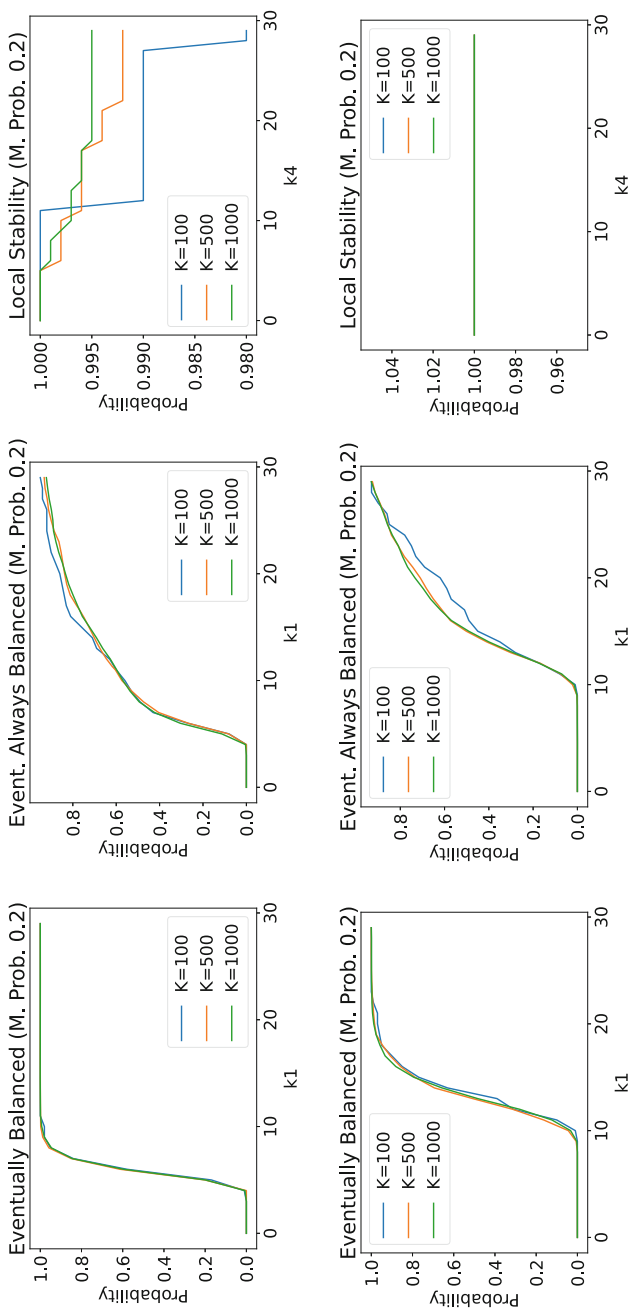 Eventually Balanced (M. Prob. 0.2)
Probability
1.0
0.8
0.6
0.4
0.2
0.0
K=100
K=500
K=1000
0 10 20 30
k1
Event. Always Balanced (M. Prob. 0.2)
Probability
0.8
0.6
0.4
0.2
0.0
K=100
K=500
K=1000
0 10 20 30
k1
Local Stability (M. Prob. 0.2)
Probability
1.000
0.995
0.990
0.985
0.980
K=100
K=500
K=1000
0 10 20 30
k4
Eventually Balanced (M. Prob. 0.2)
Probability
1.0
0.8
0.6
0.4
0.2
0.0
K=100
K=500
K=1000
0 10 20 30
k1
Event. Always Balanced (M. Prob. 0.2)
Probability
0.8
0.6
0.4
0.2
0.0
K=100
K=500
K=1000
0 10 20 30
k1
Local Stability (M. Prob. 0.2)
Probability
1.04
1.02
1.00
0.98
0.96
K=100
K=500
K=1000
0 10 20 30
k4